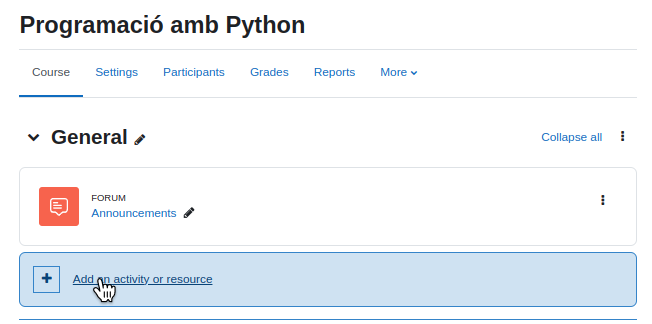 Programació amb Python
Course Settings Participants Grades Reports More
General Collapse all
FORUM
Announcements
Add an activity or resource